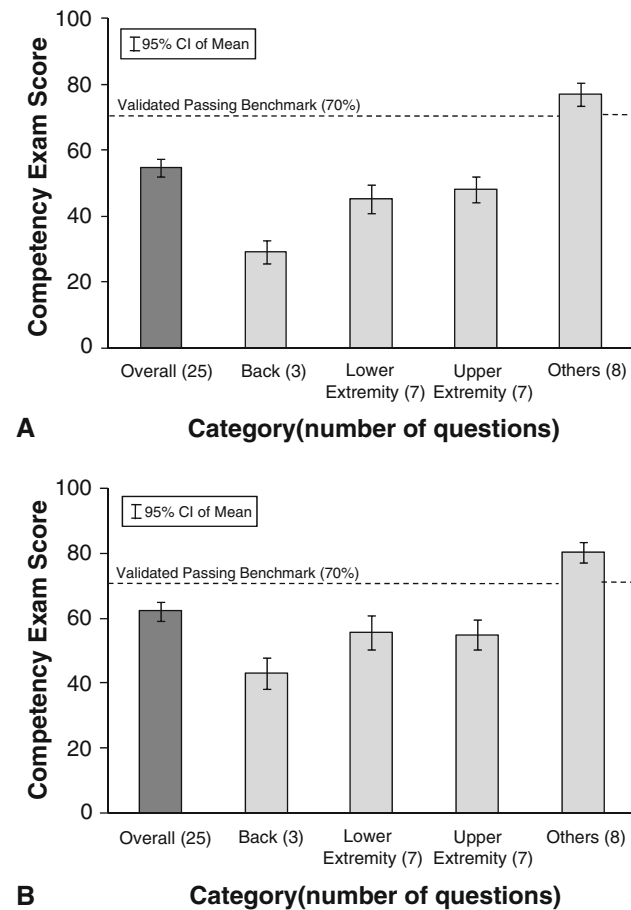 100
95% CI of Mean
80
Validated Passing Benchmark (70%)
60
40
20
0
Competency Exam Score
Overall (25)
Back (3)
Lower
Extremity (7)
Upper
Extremity (7)
Others (8)
A
Category(number of questions)
100
95% CI of Mean
80
Validated Passing Benchmark (70%)
60
40
20
0
Competency Exam Score
Overall (25)
Back (3)
Lower
Extremity (7)
Upper
Extremity (7)
Others (8)
B
Category(number of questions)